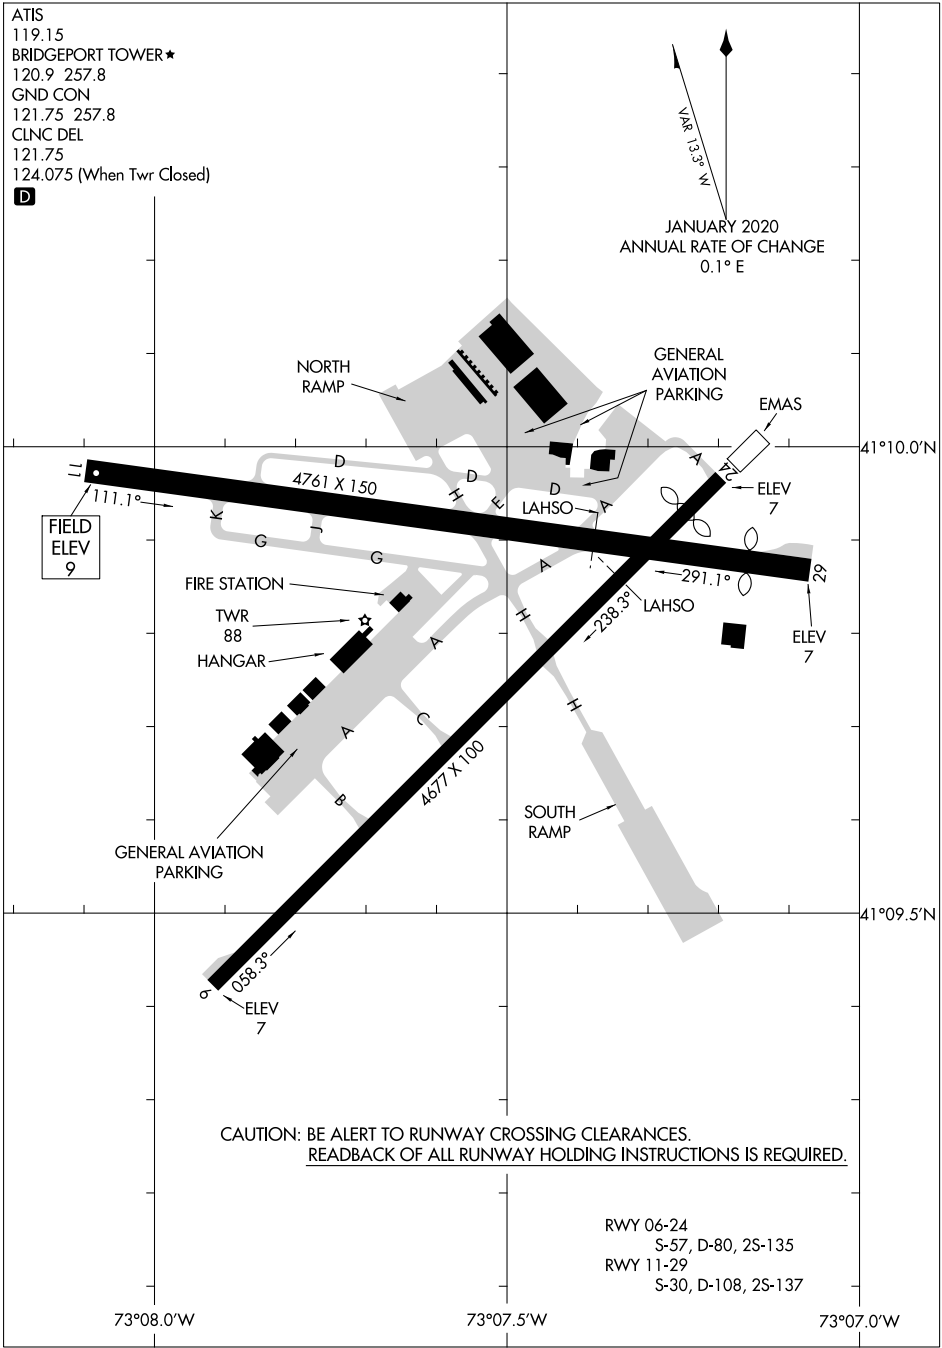 ATIS
119.15
BRIDGEPORT TOWER★
120.9 257.8
GND CON
121.75 257.8
CLNC DEL
121.75
124.075 (When Twr Closed)
D
VAR 13.3° W
JANUARY 2020
ANNUAL RATE OF CHANGE
0.1° E
NORTH
RAMP
GENERAL
AVIATION
PARKING
EMAS
41°10.0'N
11
111.1°
FIELD
ELEV
9
D
4761 X 150
D
H
E
D
LAHSO
A
A
24
ELEV
7
K
J
G
G
A
291.1°
29
FIRE STATION
TWR
88
HANGAR
A
H
238.3°
LAHSO
ELEV
7
A
C
H
4677 X 100
B
SOUTH
RAMP
GENERAL AVIATION
PARKING
41°09.5'N
058.3°
6
ELEV
7
CAUTION: BE ALERT TO RUNWAY CROSSING CLEARANCES.
READBACK OF ALL RUNWAY HOLDING INSTRUCTIONS IS REQUIRED.
RWY 06-24
S-57, D-80, 2S-135
RWY 11-29
S-30, D-108, 2S-137
73°08.0'W
73°07.5'W
73°07.0'W